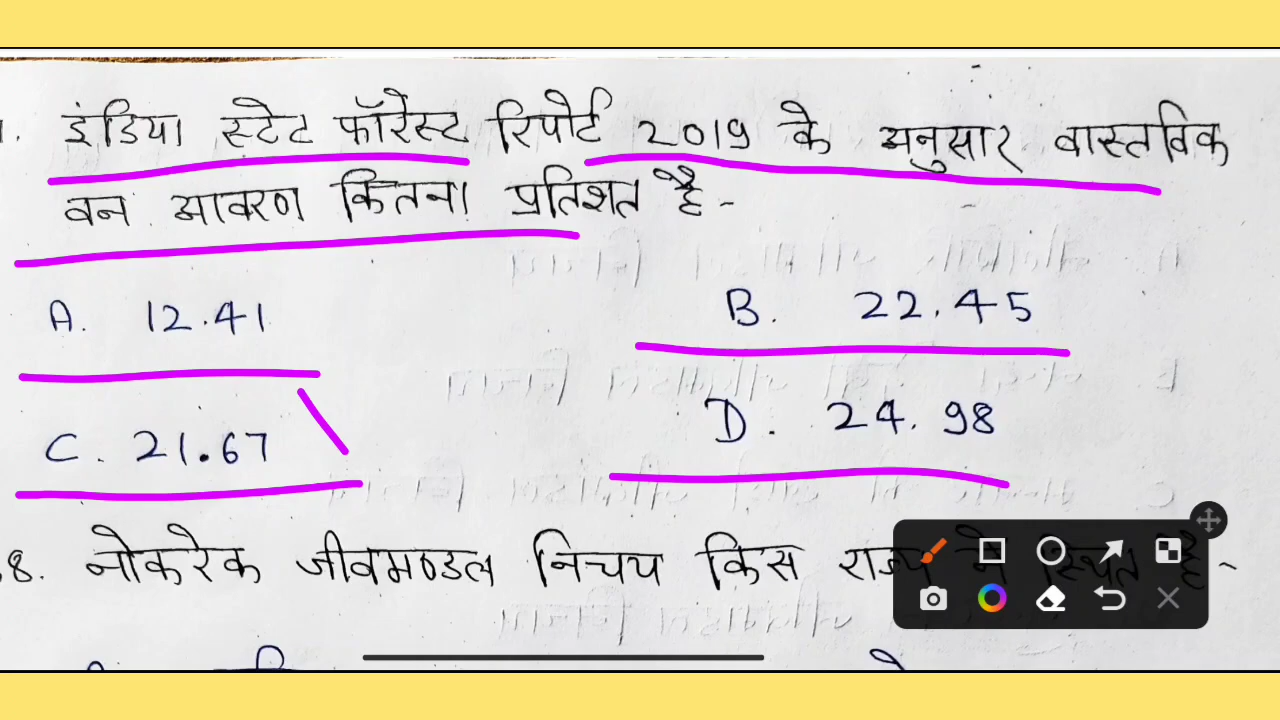 इंडिया स्टेट फॉरेस्ट रिपोर्ट 2019 के अनुसार वास्तविक
वन आवरण कितना प्रतिशत है -
A. 12.41
B. 22.45
C. 21.67
D. 24.98
8. नोकरेक जीवमण्डल निचय किस राज्य में स्थित है -